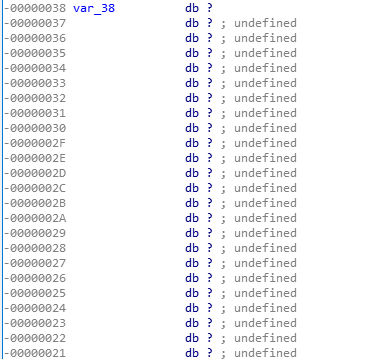 -00000038 var_38 db ?
-00000037 db ? ; undefined
-00000036 db ? ; undefined
-00000035 db ? ; undefined
-00000034 db ? ; undefined
-00000033 db ? ; undefined
-00000032 db ? ; undefined
-00000031 db ? ; undefined
-00000030 db ? ; undefined
-0000002F db ? ; undefined
-0000002E db ? ; undefined
-0000002D db ? ; undefined
-0000002C db ? ; undefined
-0000002B db ? ; undefined
-0000002A db ? ; undefined
-00000029 db ? ; undefined
-00000028 db ? ; undefined
-00000027 db ? ; undefined
-00000026 db ? ; undefined
-00000025 db ? ; undefined
-00000024 db ? ; undefined
-00000023 db ? ; undefined
-00000022 db ? ; undefined
-00000021 db ? ; undefined